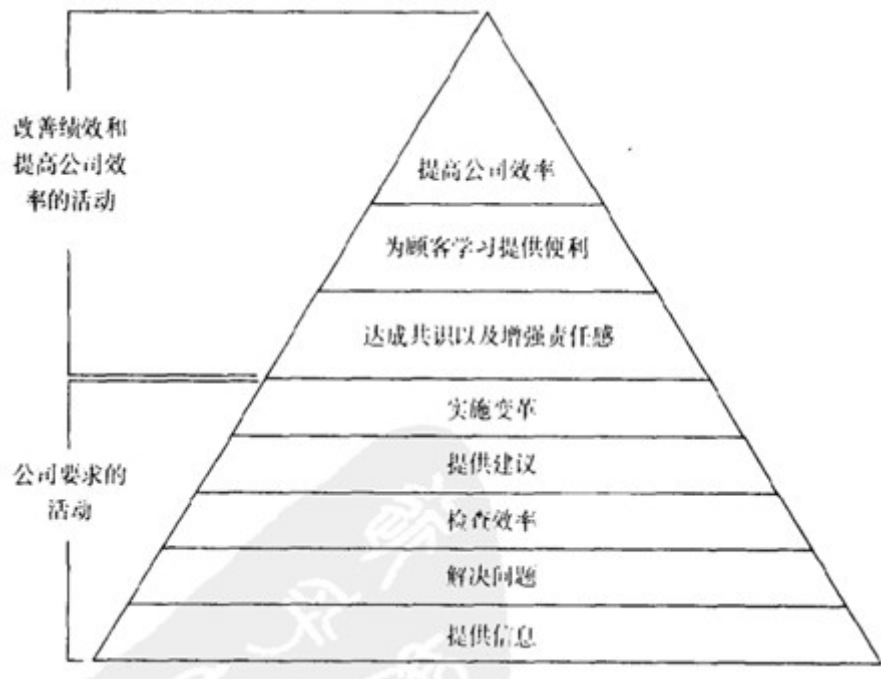 改善绩效和
提高公司效
率的活动
提高公司效率
为顾客学习提供便利
达成共识以及增强责任感
实施变革
公司要求的
活动
提供建议
检查效率
解决问题
提供信息